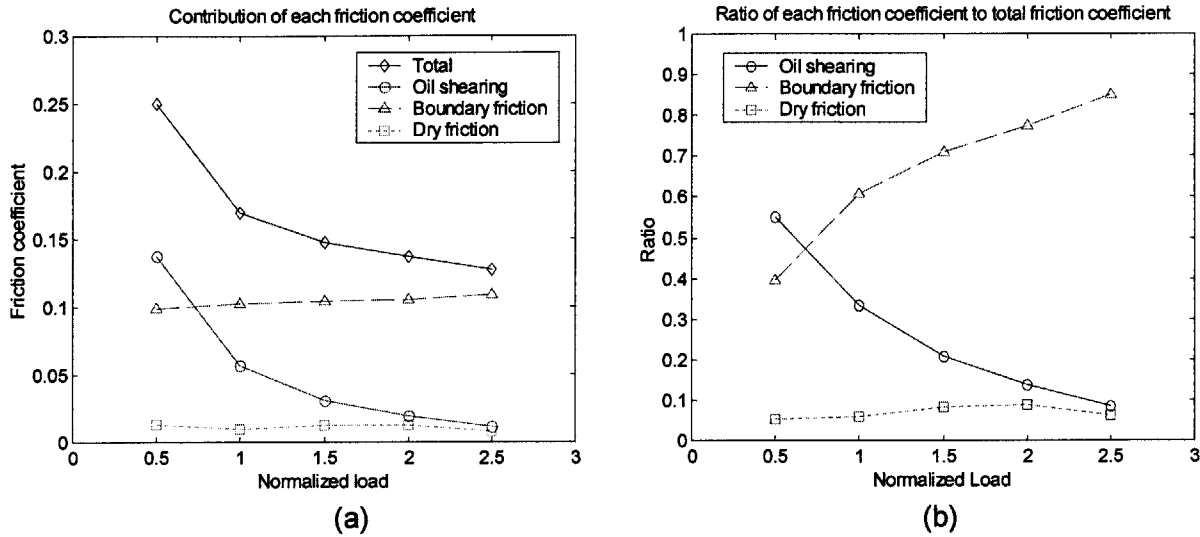 Contribution of each friction coefficient
0.3
0.25
0.2
0.15
0.1
0.05
0
Friction coefficient
Total
Oil shearing
Boundary friction
Dry friction
0 0.5 1 1.5 2 2.5 3
Normalized load
(a)
Ratio of each friction coefficient to total friction coefficient
1
0.9
0.8
0.7
0.6
0.5
0.4
0.3
0.2
0.1
0
Ratio
Oil shearing
Boundary friction
Dry friction
0 0.5 1 1.5 2 2.5 3
Normalized Load
(b)